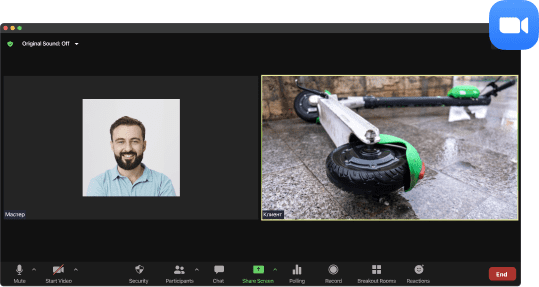 Original Sound: Off
Мастер
Клиент
Mute
Start Video
Security
Participants
Chat
Share Screen
Polling
Record
Breakout Rooms
Reactions
End